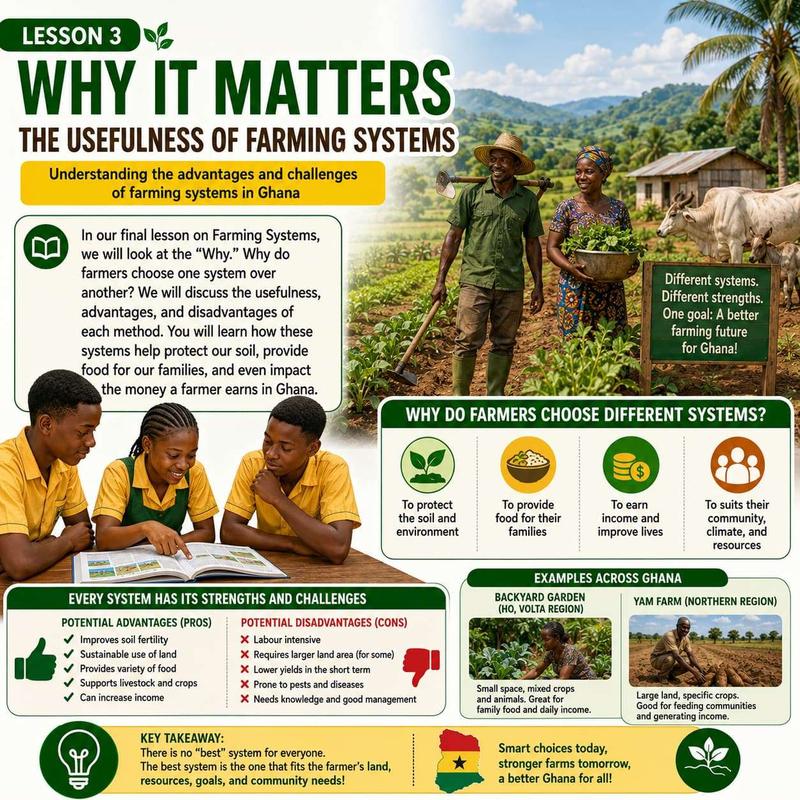 LESSON 3
WHY IT MATTERS
THE USEFULNESS OF FARMING SYSTEMS
Understanding the advantages and challenges
of farming systems in Ghana
In our final lesson on Farming Systems,
we will look at the “Why.” Why do
farmers choose one system over
another? We will discuss the usefulness,
advantages, and disadvantages of
each method. You will learn how these
systems help protect our soil, provide
food for our families, and even impact
the money a farmer earns in Ghana.
Different systems.
Different strengths.
One goal: A better
farming future
for Ghana!
WHY DO FARMERS CHOOSE DIFFERENT SYSTEMS?
To protect
the soil and
environment
To provide
food for their
families
To earn
income and
improve lives
To suits their
community,
climate, and
resources
EVERY SYSTEM HAS ITS STRENGTHS AND CHALLENGES
POTENTIAL ADVANTAGES (PROS)
Improves soil fertility
Sustainable use of land
Provides variety of food
Supports livestock and crops
Can increase income
POTENTIAL DISADVANTAGES (CONS)
Labour intensive
Requires larger land area (for some)
Lower yields in the short term
Prone to pests and diseases
Needs knowledge and good management
EXAMPLES ACROSS GHANA
BACKYARD GARDEN
(HO, VOLTA REGION)
Small space, mixed crops
and animals. Great for
family food and daily income.
YAM FARM (NORTHERN REGION)
Large land, specific crops.
Good for feeding communities
and generating income.
KEY TAKEAWAY:
There is no “best” system for everyone.
The best system is the one that fits the farmer’s land,
resources, goals, and community needs!
Smart choices today,
stronger farms tomorrow,
a better Ghana for all!